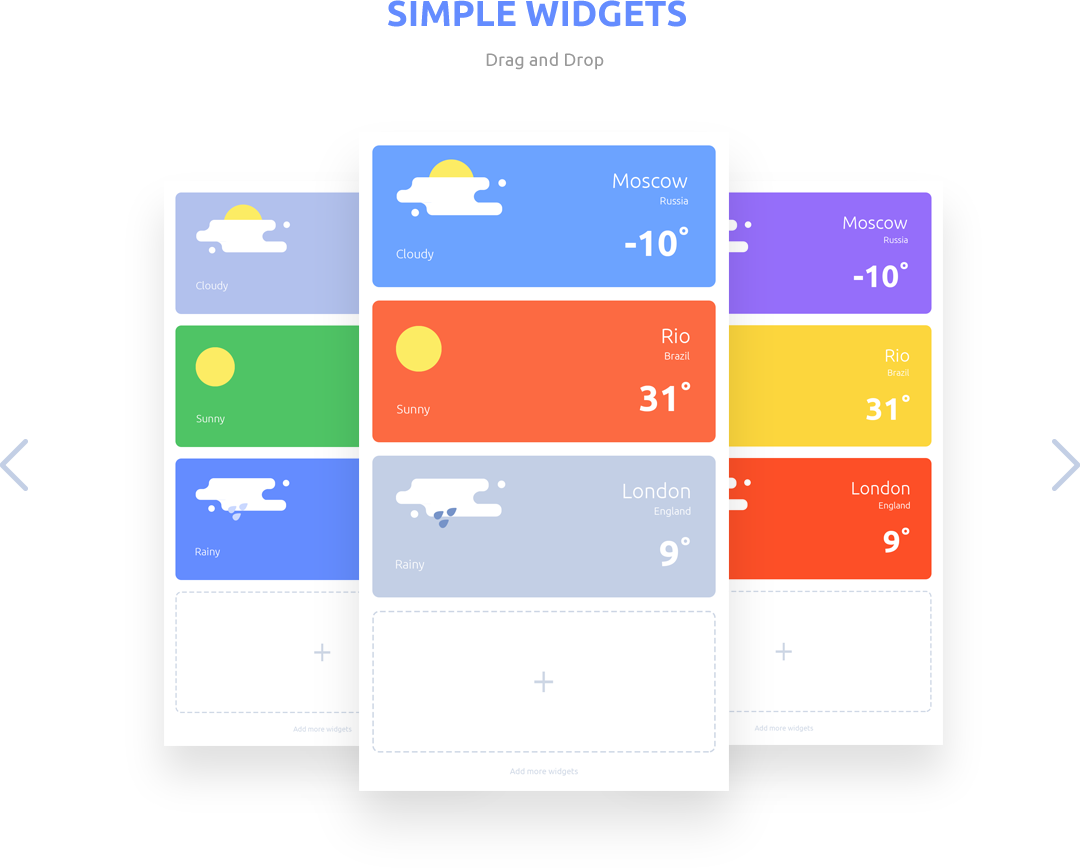 SIMPLE WIDGETS
Drag and Drop
Cloudy
Sunny
Rainy
Add more widgets
Moscow
Russia
-10°
Cloudy
Rio
Brazil
31°
Sunny
London
England
9°
Rainy
Add more widgets
Moscow
Russia
-10°
Rio
Brazil
31°
London
England
9°
Add more widgets